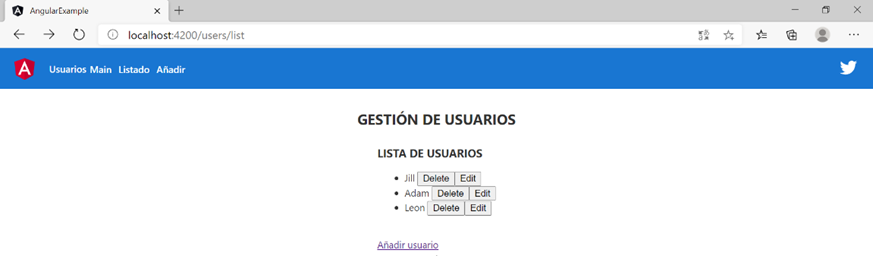 AngularExample
localhost:4200/users/list
Usuarios Main Listado Añadir
GESTIÓN DE USUARIOS
LISTA DE USUARIOS
Jill Delete Edit
Adam Delete Edit
Leon Delete Edit
Añadir usuario